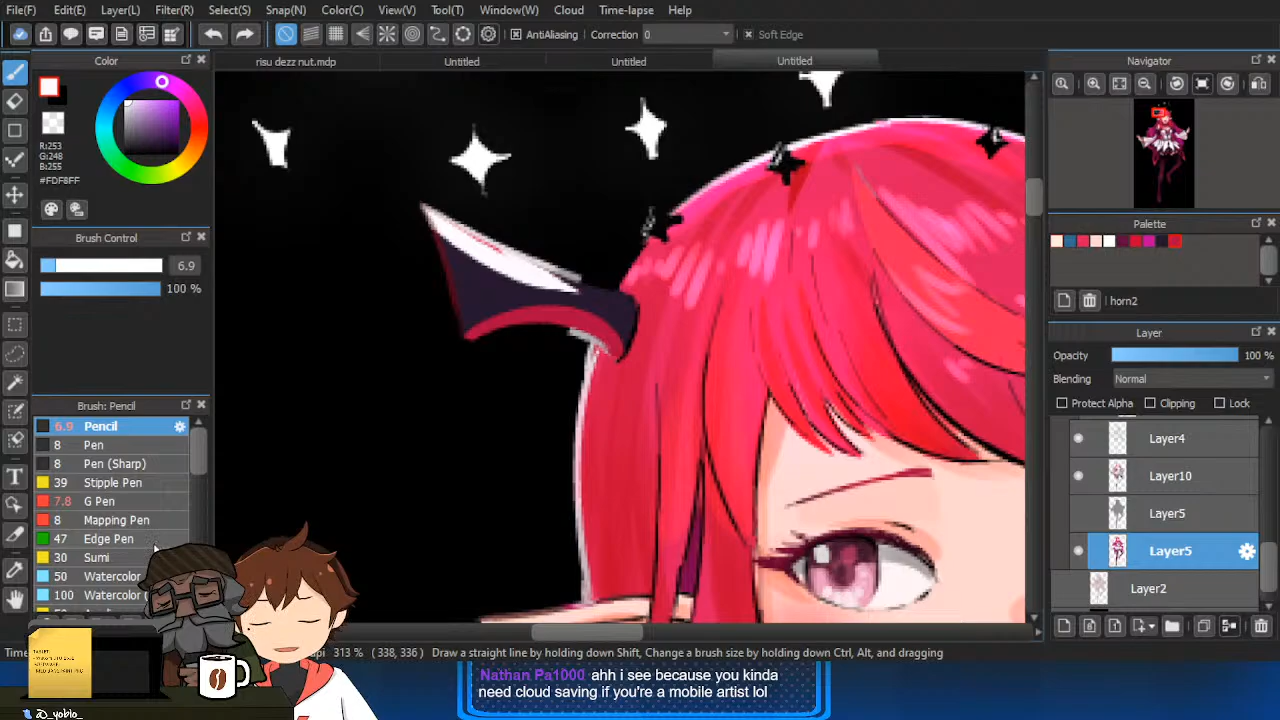 File(F) Edit(E) Layer(L) Filter(R) Select(S) Snap(N) Color(C) View(V) Tool(T) Window(W) Cloud Time-lapse Help
AntiAliasing Correction 0 Soft Edge
Color
risu dezz nut.mdp Untitled Untitled Untitled
Navigator
R:253
G:248
B:255
#FDF8FF
Brush Control
6.9
100 %
Palette
horn2
Layer
Opacity 100 %
Blending Normal
Protect Alpha Clipping Lock
Brush: Pencil
6.9 Pencil
8 Pen
8 Pen (Sharp)
39 Stipple Pen
7.8 G Pen
8 Mapping Pen
47 Edge Pen
30 Sumi
50 Watercolor
100 Watercolor
Layer4
Layer10
Layer5
Layer5
Layer2
313 % (338, 336) Draw a straight line by holding down Shift, Change a brush size by holding down Ctrl, Alt, and dragging
Nathan Pa1000 ahh i see because you kinda
need cloud saving if you're a mobile artist lol